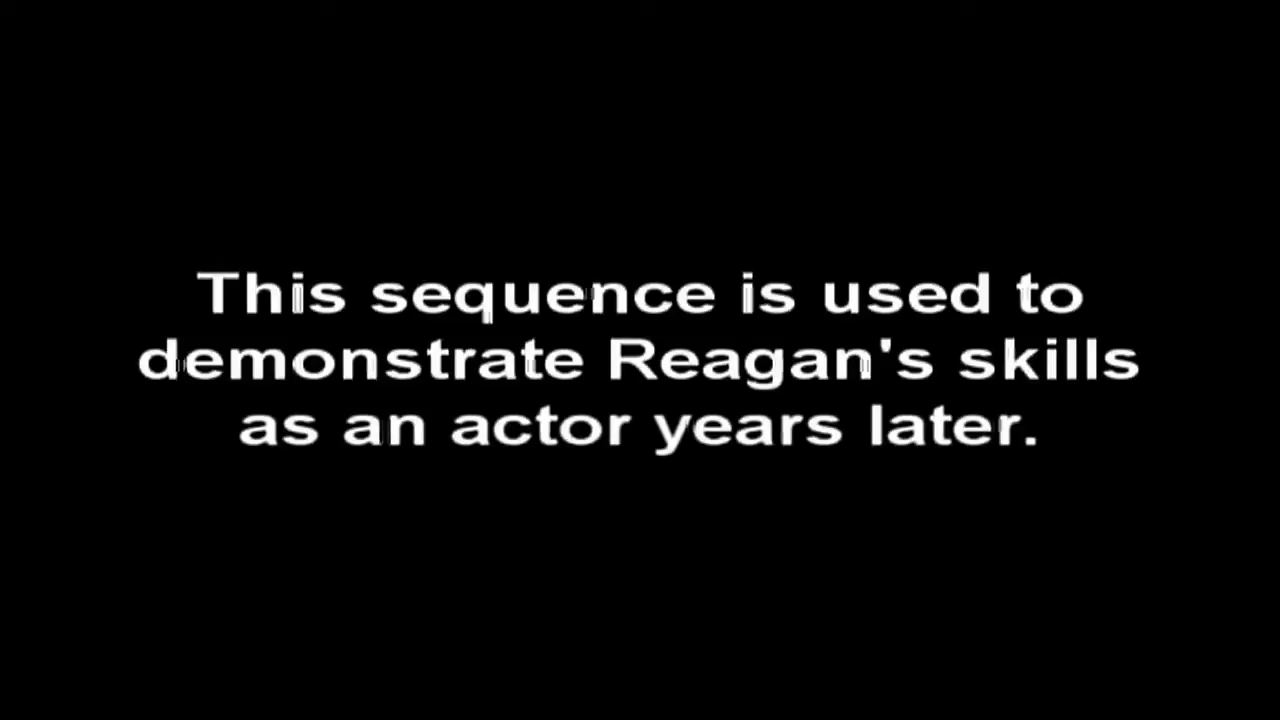 This sequence is used to
demonstrate Reagan's skills
as an actor years later.